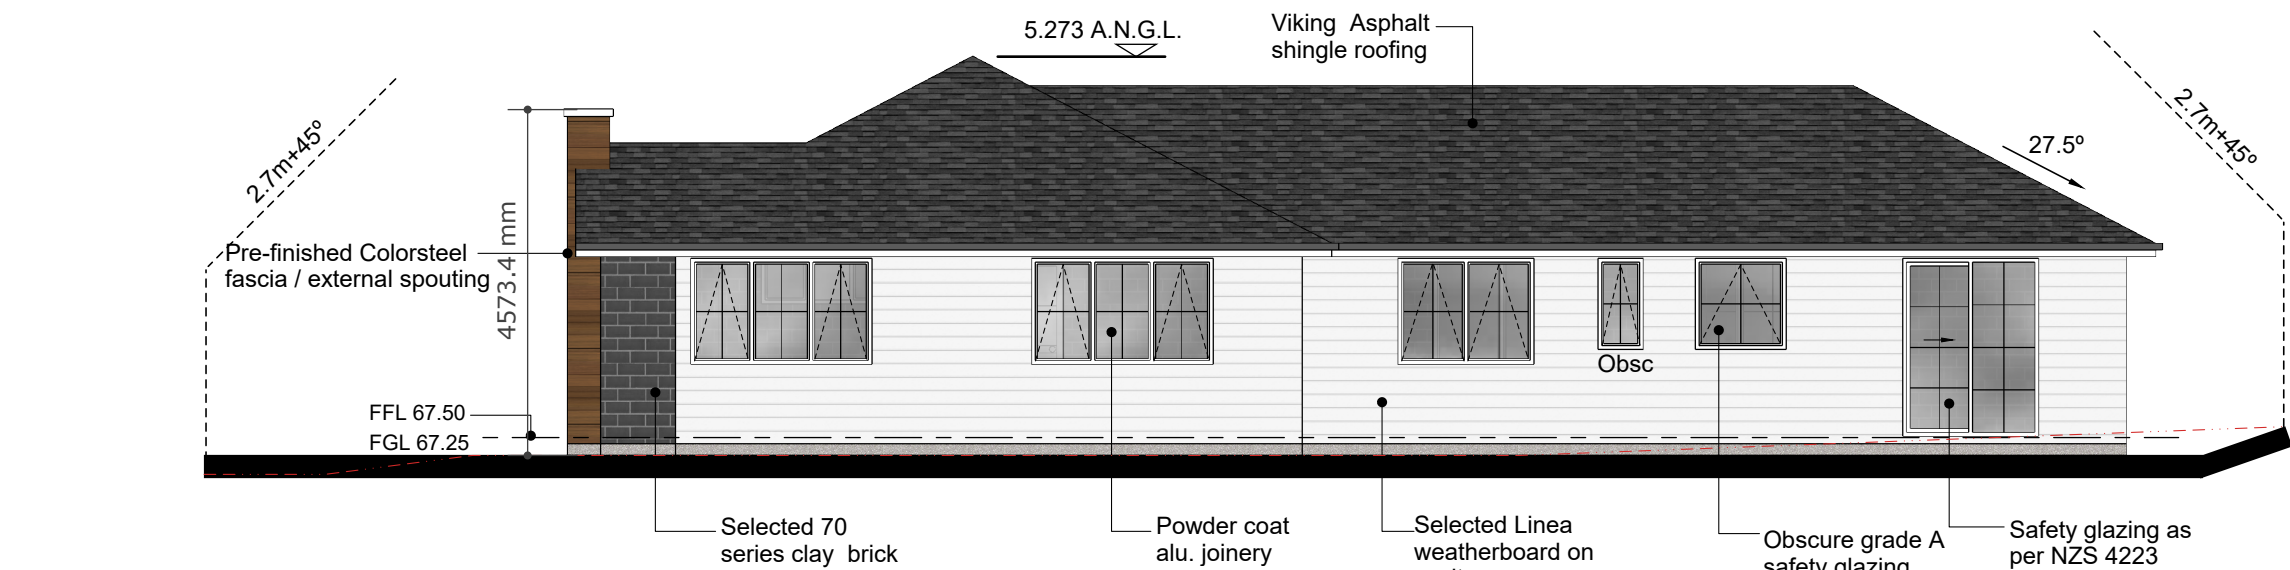 5.273 A.N.G.L.
Viking Asphalt
shingle roofing
2.7m+45º
2.7m+45º
27.5º
Pre-finished Colorsteel
fascia / external spouting
4573.4 mm
Obsc
FFL 67.50
FGL 67.25
Selected 70
series clay brick
Powder coat
alu. joinery
Selected Linea
weatherboard on
Obscure grade A
safety glazing
Safety glazing as
per NZS 4223